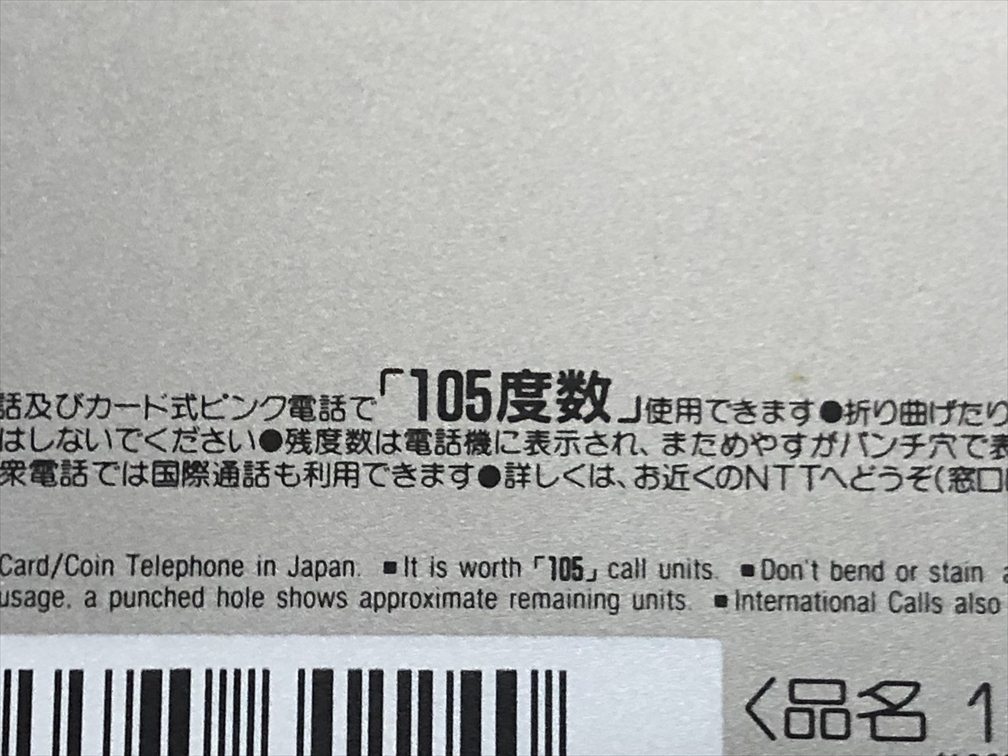 話及びカード式ピンク電話で「105度数」使用できます●折り曲げたり
はしないでください●残度数は電話機に表示され、まためやすがパンチ穴で表
衆電話では国際通話も利用できます●詳しくは、お近くのNTTへどうぞ(窓口
Card/Coin Telephone in Japan. ■It is worth「105」call units. ■Don't bend or stain
usage. a punched hole shows approximate remaining units. ■International Calls also
〈品名 1